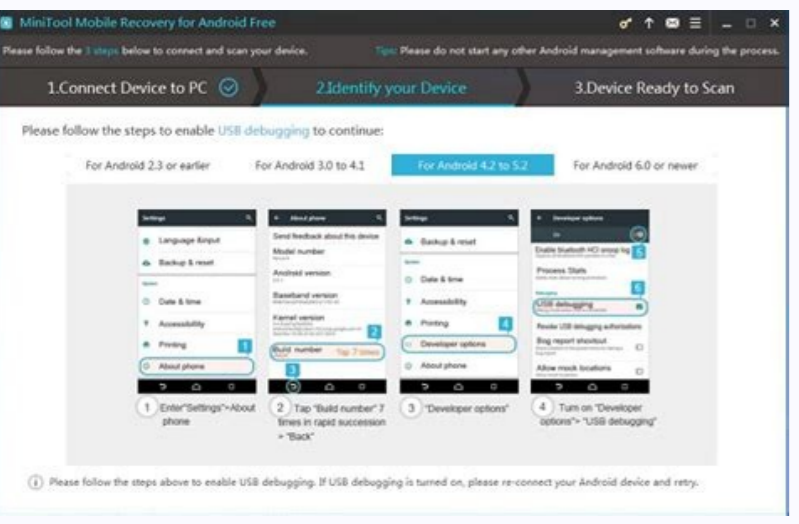 MiniTool Mobile Recovery for Android Free
Please follow the 3 steps below to connect and scan your device.
Tips: Please do not start any other Android management software during the process.
1.Connect Device to PC
2.Identify your Device
3.Device Ready to Scan
Please follow the steps to enable USB debugging to continue:
For Android 2.3 or earlier
For Android 3.0 to 4.1
For Android 4.2 to 5.2
For Android 6.0 or newer
Settings
Language &input
Backup & reset
Date & time
Accessibility
Printing
1
About phone
About phone
Send feedback about this device
Model number
Android version
Baseband version
Kernel version
2
Build number
Tap 7 times
3
Settings
Backup & reset
Date & time
Accessibility
Printing
4
Developer options
About phone
Developer options
On
Enable Bluetooth HCI snoop log
5
Process Stats
6
Debugging
USB debugging
Revoke USB debugging authorisations
Bug report shoutout
Allow mock locations
1 Enter"Settings">About
phone
2 Tap "Build number" 7
times in rapid succession
> "Back"
3 "Developer options"
4 Turn on "Developer
options"> "USB debugging"
Please follow the steps above to enable USB debugging. If USB debugging is turned on, please re-connect your Android device and retry.